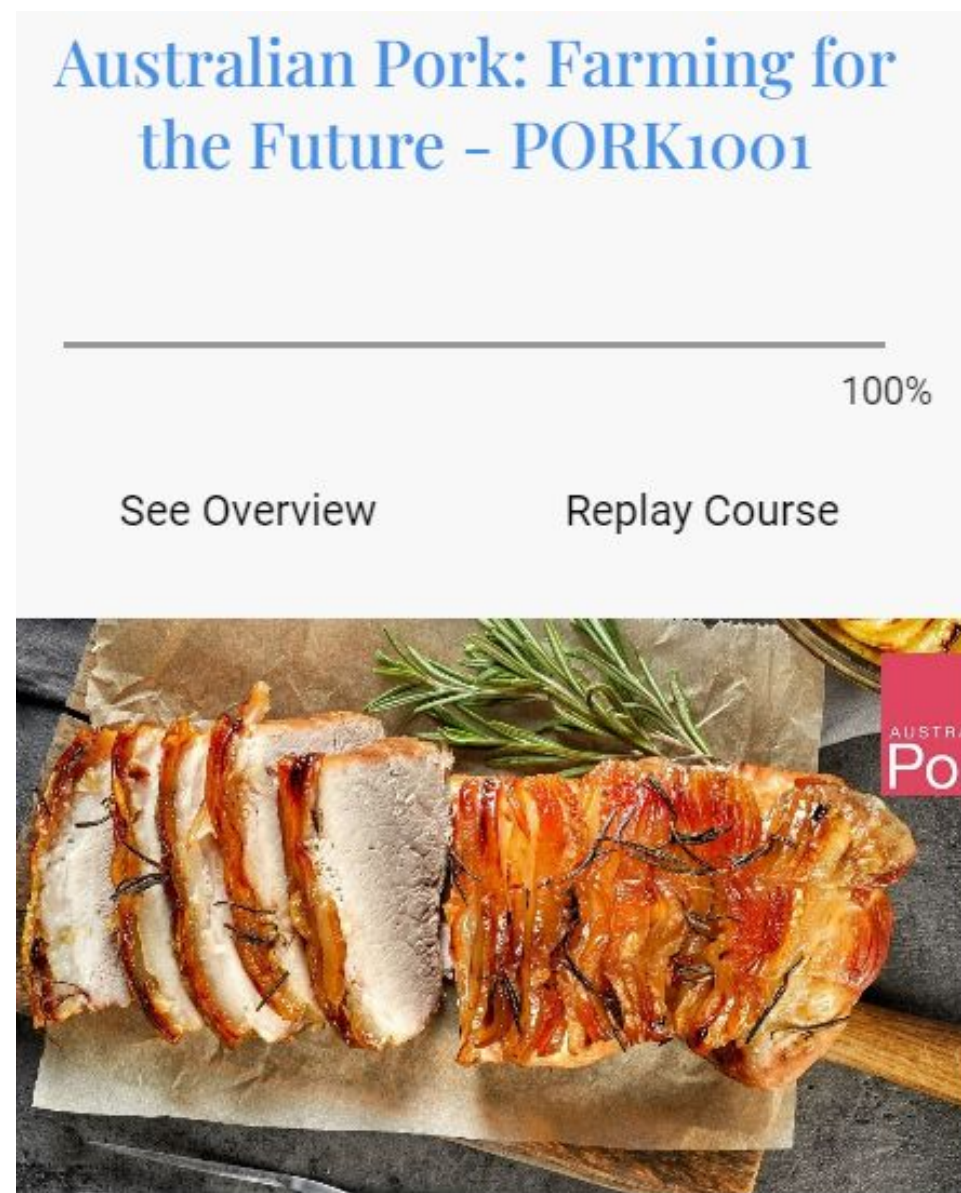 Australian Pork: Farming for
the Future - PORK1001
100%
See Overview
Replay Course